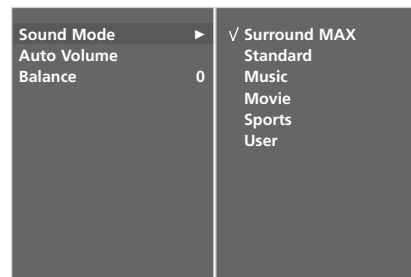 Sound Mode ►
Auto Volume
Balance 0
√ Surround MAX
Standard
Music
Movie
Sports
User